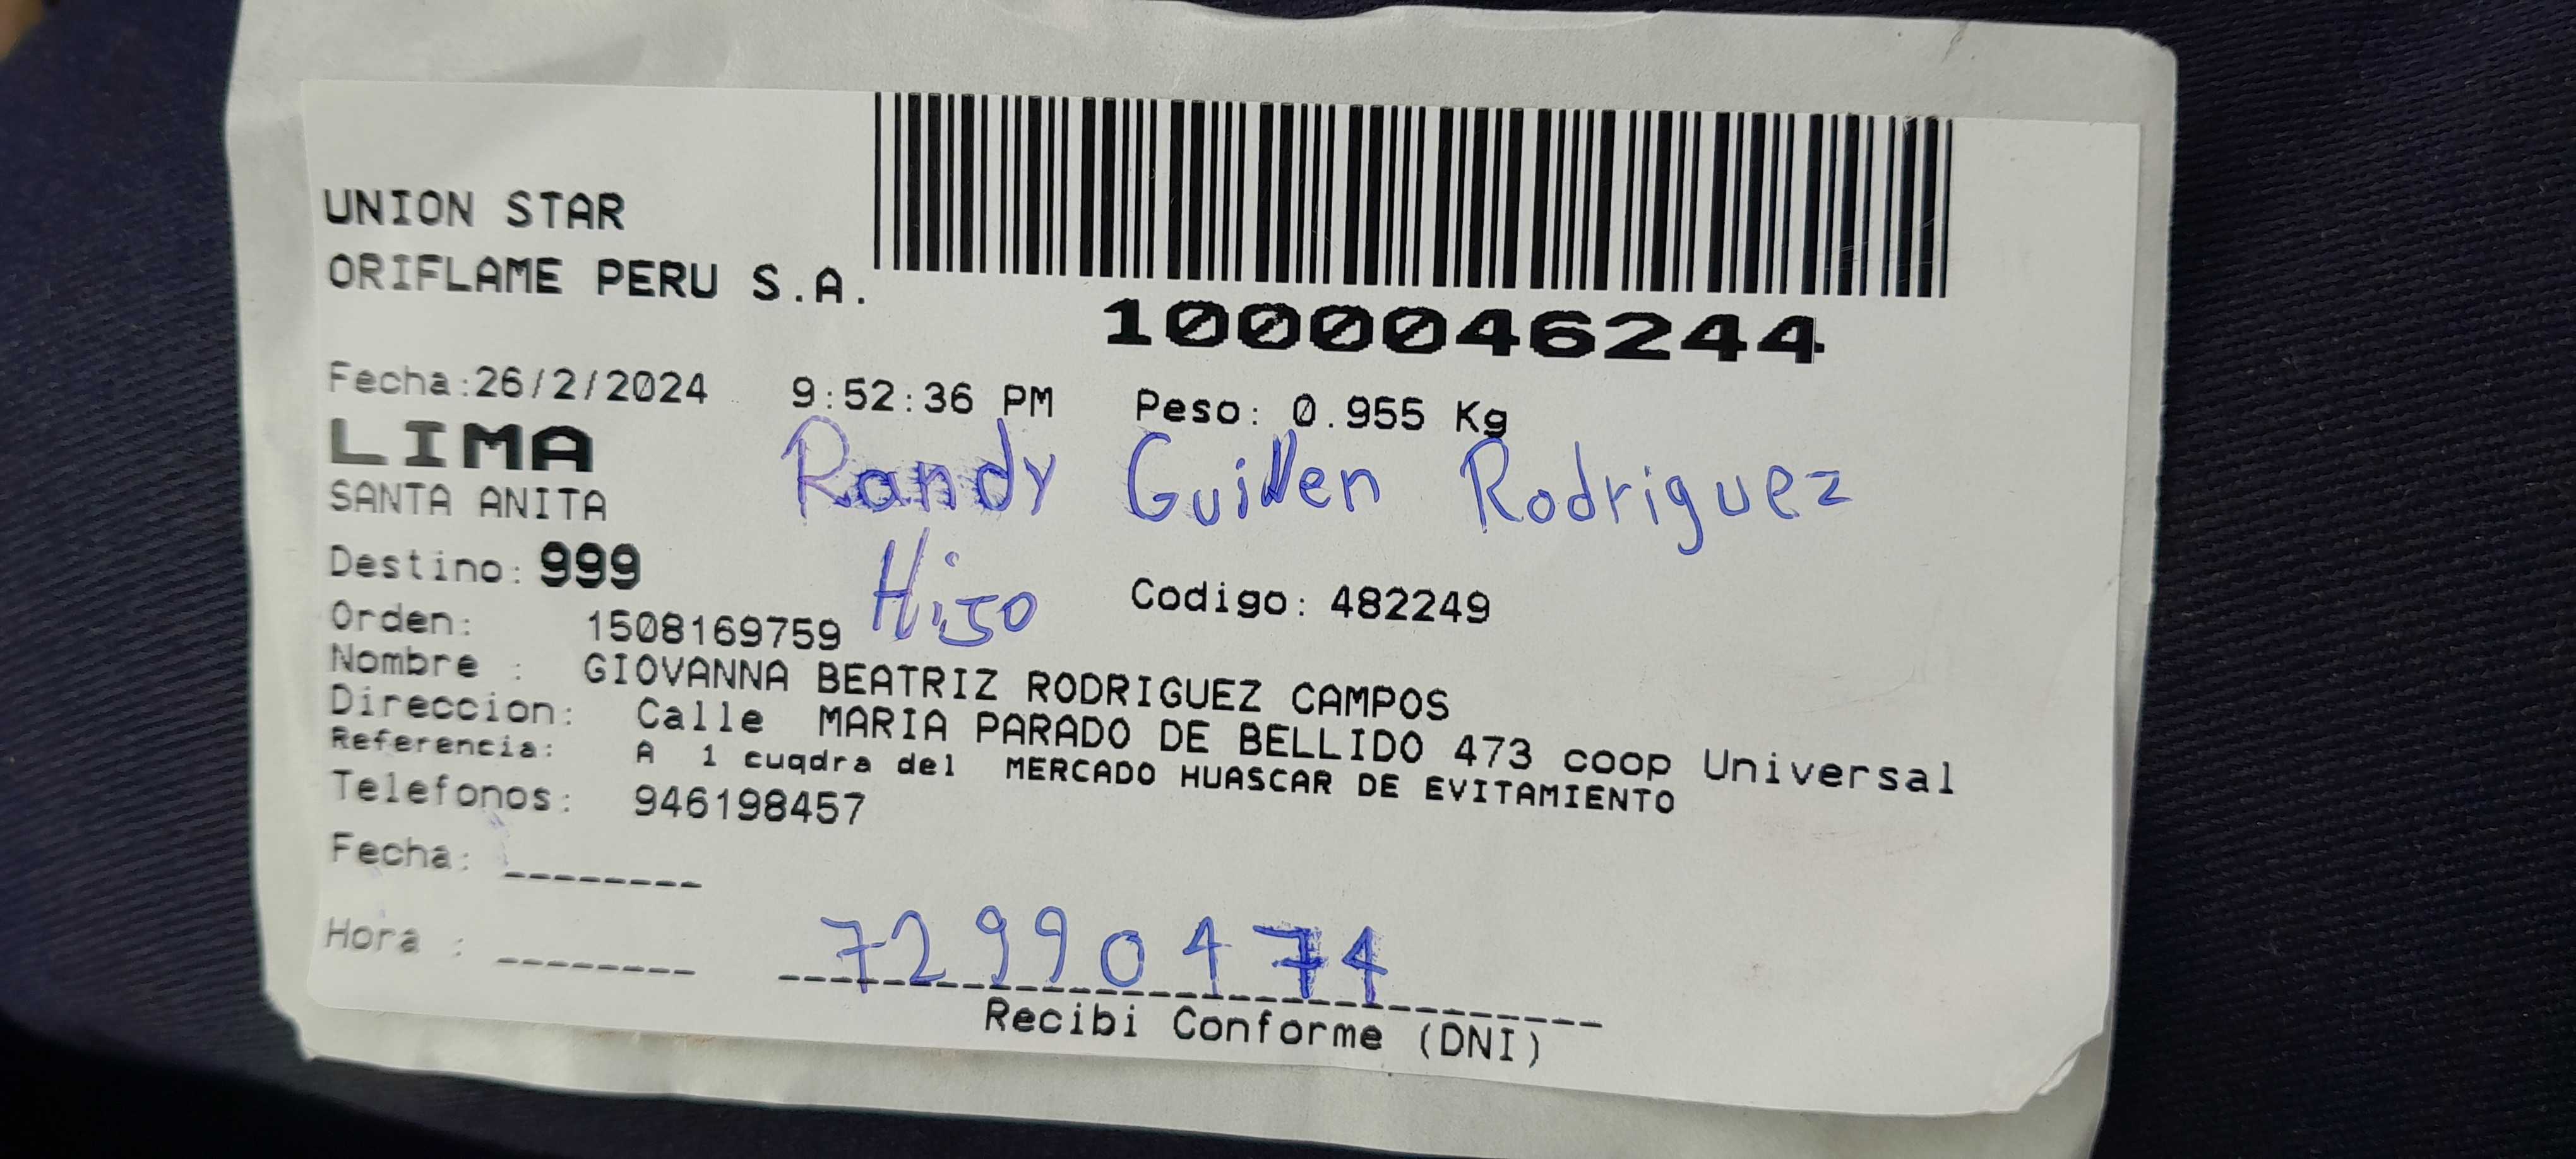 UNION STAR
ORIFLAME PERU S.A.
1000046244
Fecha:26/2/2024 9:52:36 PM Peso: 0.955 Kg
LIMA
Randy Guillen Rodriguez
SANTA ANITA
Destino: 999
Hijo
Codigo: 482249
Orden: 1508169759
Nombre : GIOVANNA BEATRIZ RODRIGUEZ CAMPOS
Direccion: Calle MARIA PARADO DE BELLIDO 473 coop Universal
Referencia: A 1 cuqdra del MERCADO HUASCAR DE EVITAMIENTO
Telefonos: 946198457
Fecha: ________
Hora : ________
72990474
Recibi Conforme (DNI)